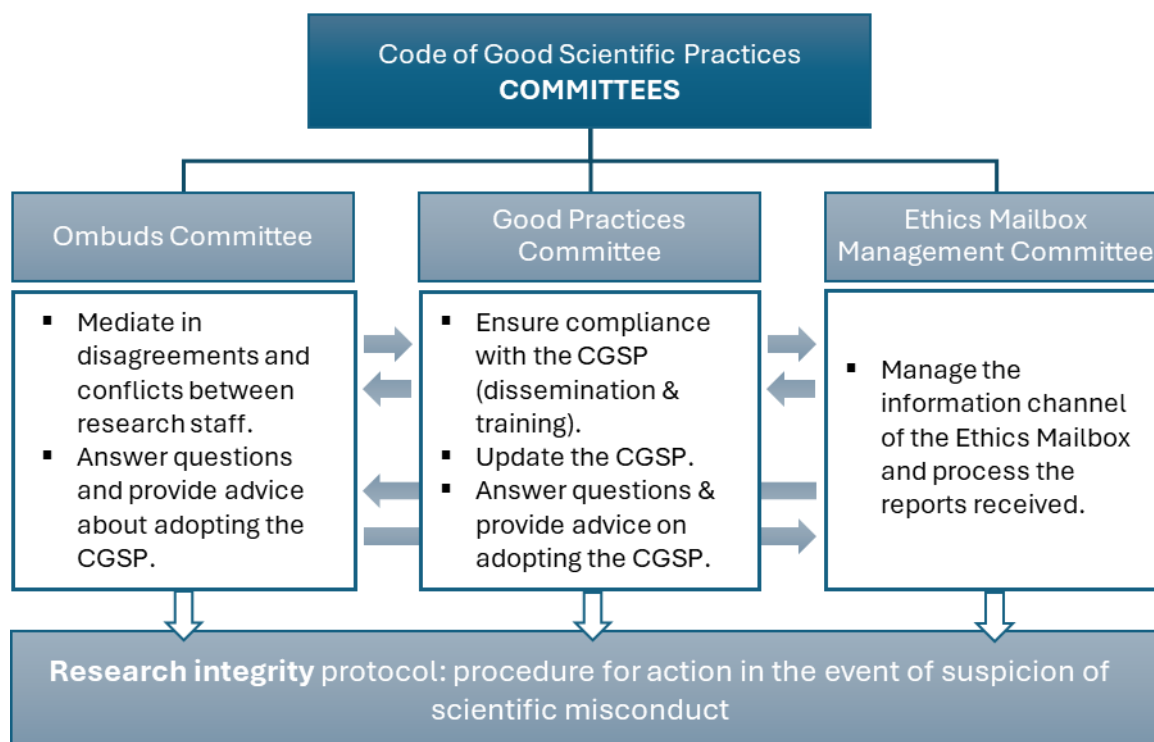 Code of Good Scientific Practices
COMMITTEES
Ombuds Committee
Good Practices
Committee
Ethics Mailbox
Management Committee
▪ Mediate in
disagreements and
conflicts between
research staff.
▪ Answer questions
and provide advice
about adopting the
CGSP.
▪ Ensure compliance
with the CGSP
(dissemination &
training).
▪ Update the CGSP.
▪ Answer questions &
provide advice on
adopting the CGSP.
▪ Manage the
information channel
of the Ethics Mailbox
and process the
reports received.
Research integrity protocol: procedure for action in the event of suspicion of
scientific misconduct